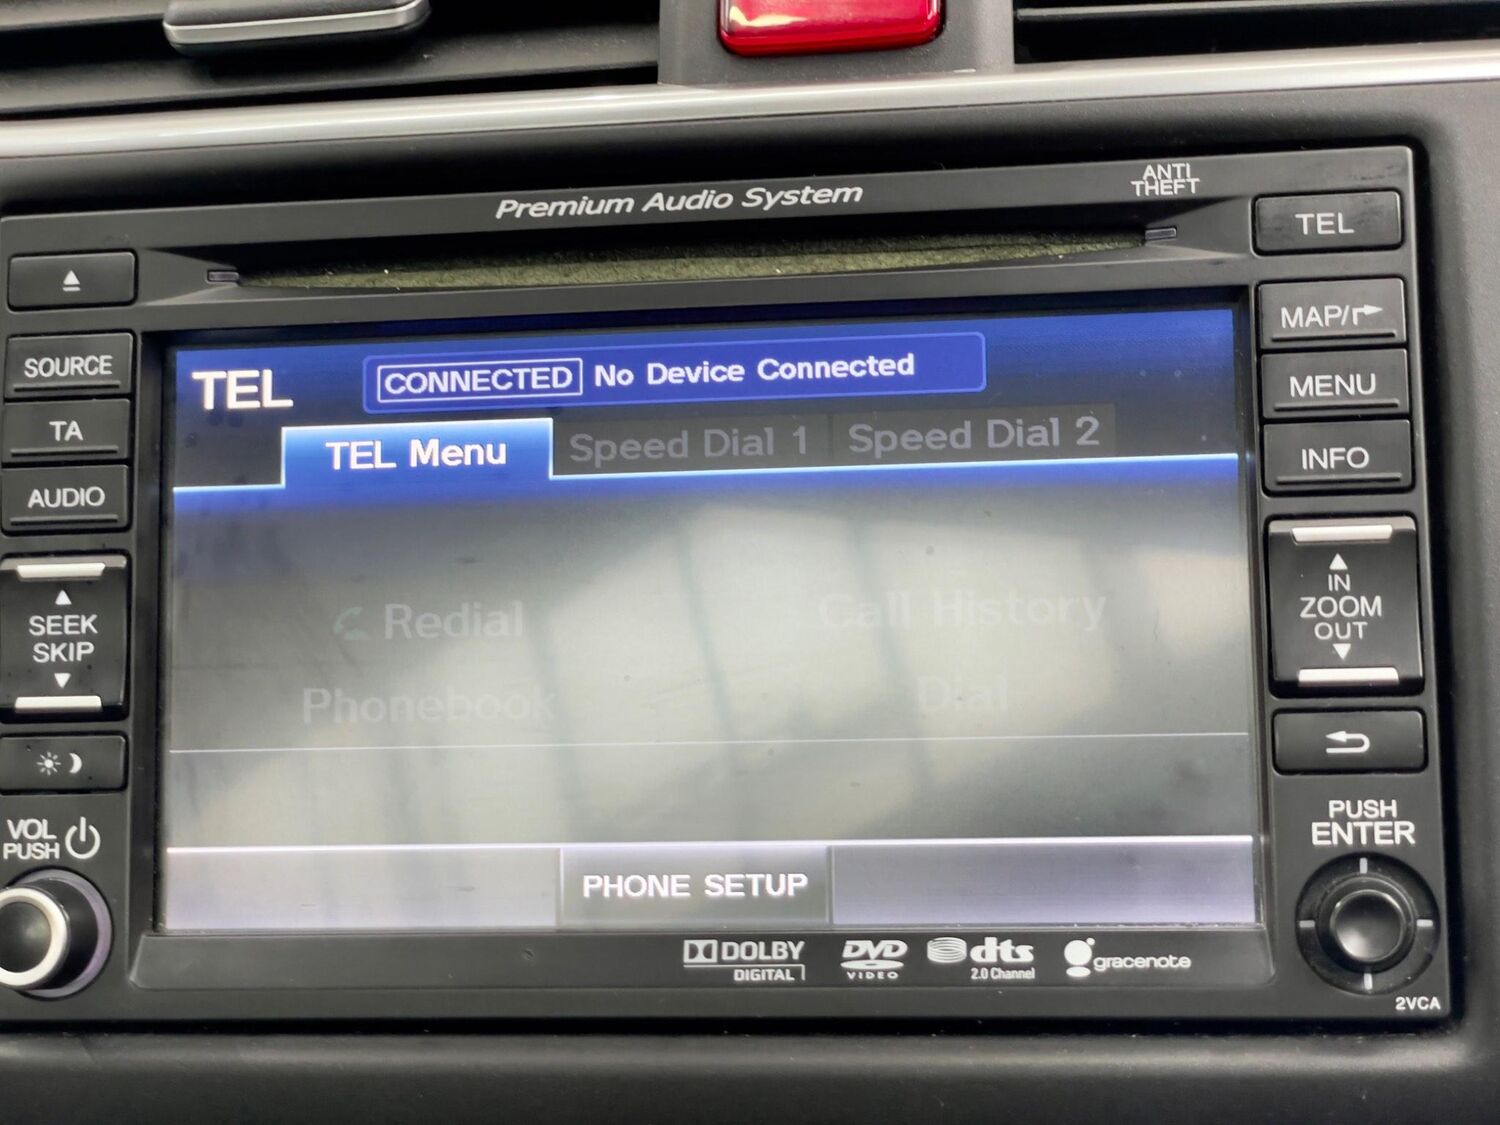 Premium Audio System
ANTI
THEFT
TEL
MAP/
MENU
INFO
IN
ZOOM
OUT
PUSH
ENTER
2VCA
SOURCE
TA
AUDIO
SEEK
SKIP
VOL
PUSH
TEL
CONNECTED No Device Connected
TEL Menu Speed Dial 1 Speed Dial 2
Redial Call History
Phonebook Dial
PHONE SETUP
DOLBY
DIGITAL
DVD
VIDEO
dts
2.0 Channel
gracenote